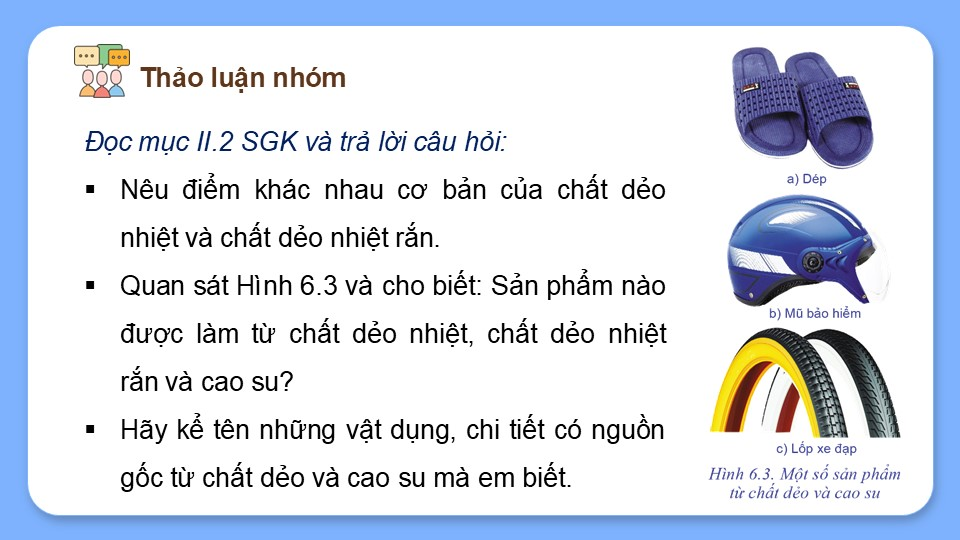 Thảo luận nhóm
Đọc mục II.2 SGK và trả lời câu hỏi:
▪ Nêu điểm khác nhau cơ bản của chất dẻo
nhiệt và chất dẻo nhiệt rắn.
▪ Quan sát Hình 6.3 và cho biết: Sản phẩm nào
được làm từ chất dẻo nhiệt, chất dẻo nhiệt
rắn và cao su?
▪ Hãy kể tên những vật dụng, chi tiết có nguồn
gốc từ chất dẻo và cao su mà em biết.
a) Dép
b) Mũ bảo hiểm
c) Lốp xe đạp
Hình 6.3. Một số sản phẩm
từ chất dẻo và cao su